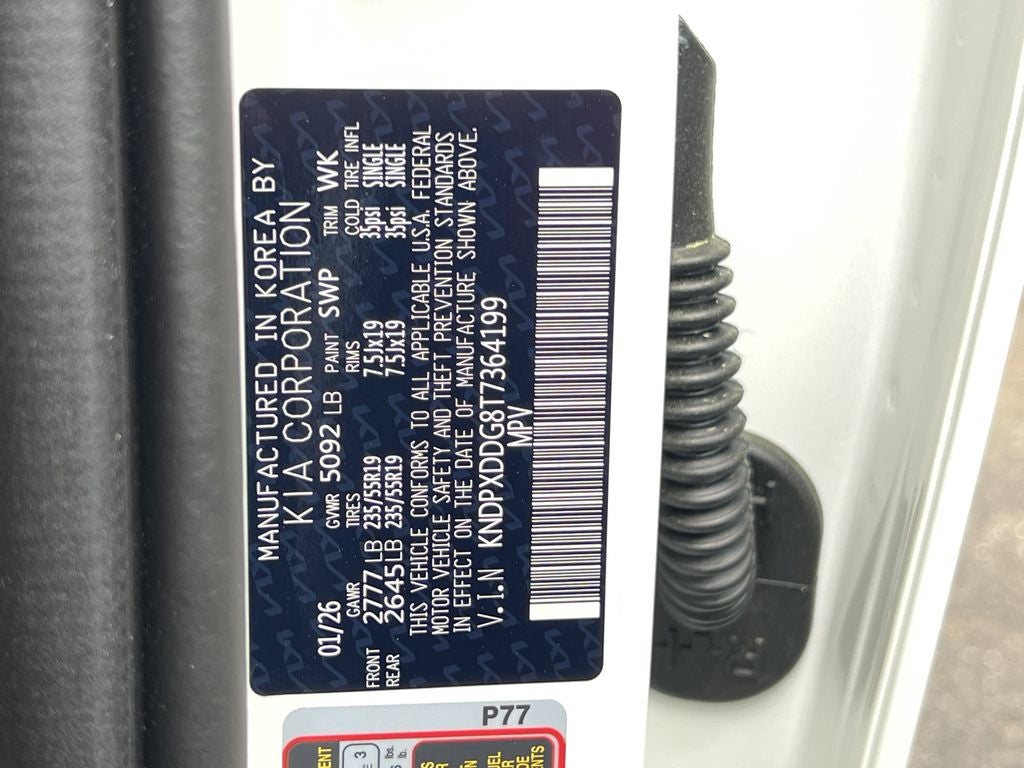 MANUFACTURED IN KOREA BY
KIA CORPORATION
01/26 GVWR 5092 LB PAINT SWP TRIM WK
GAWR TIRES RIMS COLD TIRE INFL
FRONT 2777 LB 235/55R19 7.5Jx19 35psi SINGLE
REAR 2645LB 235/55R19 7.5Jx19 35psi SINGLE
THIS VEHICLE CONFORMS TO ALL APPLICABLE U.S.A. FEDERAL
MOTOR VEHICLE SAFETY AND THEFT PREVENTION STANDARDS
IN EFFECT ON THE DATE OF MANUFACTURE SHOWN ABOVE.
V.I.N KNDPXDDG8T7364199
MPV
P77
3
lbs.
lb.